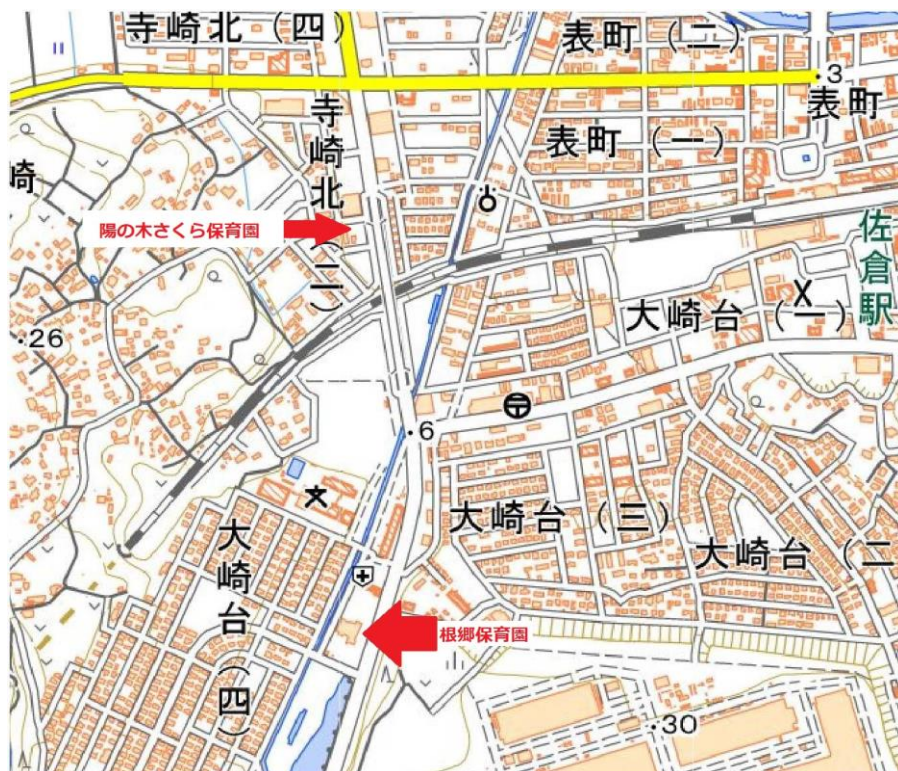 寺崎北（四）
表町（二）
・3
表町
寺崎北（二）
表町（一）
崎
陽の木さくら保育園
佐倉駅
大崎台（一）
・26
・6
大崎台（三）
大崎台（二
大崎台（四）
根郷保育園
・30